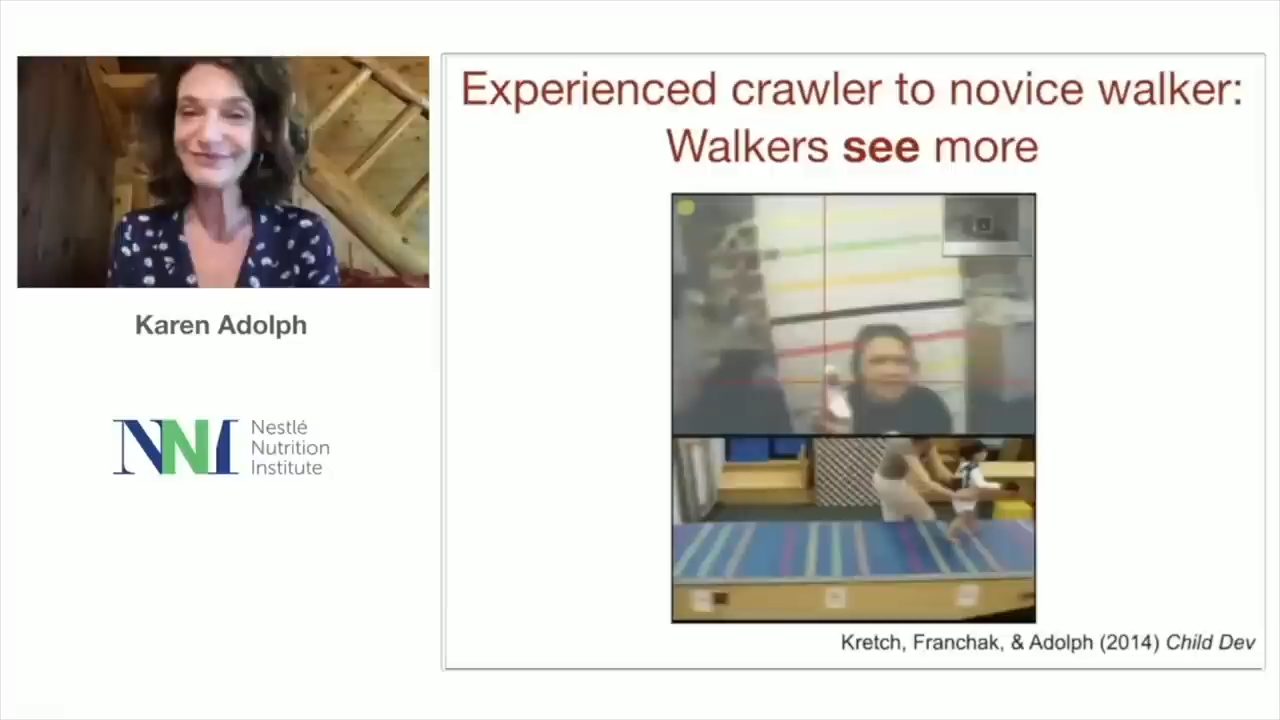 Experienced crawler to novice walker:
Walkers see more
Karen Adolph
NNI
Nestlé
Nutrition
Institute
Kretch, Franchak, & Adolph (2014) Child Dev